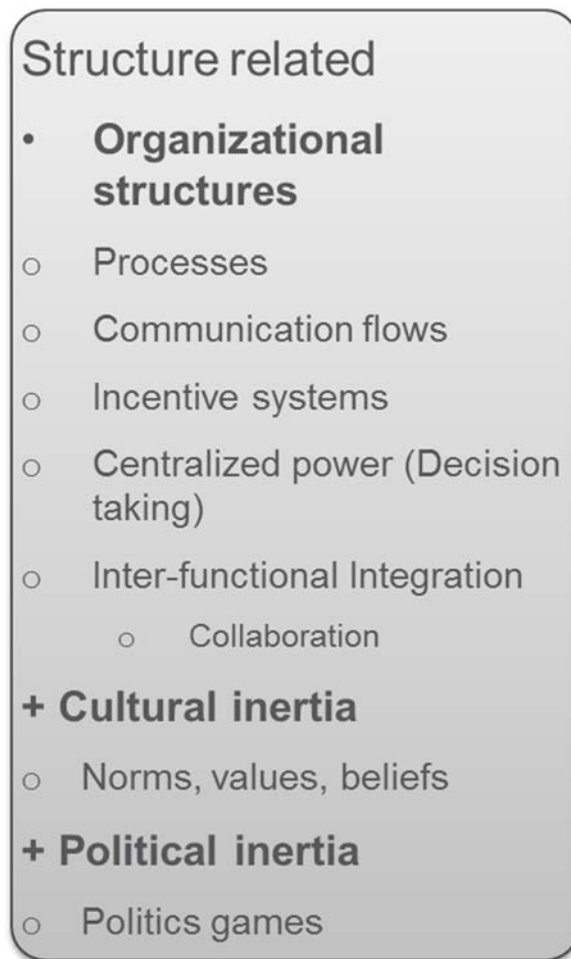 Structure related
• Organizational
structures
o Processes
o Communication flows
o Incentive systems
o Centralized power (Decision
taking)
o Inter-functional Integration
o Collaboration
+ Cultural inertia
o Norms, values, beliefs
+ Political inertia
o Politics games